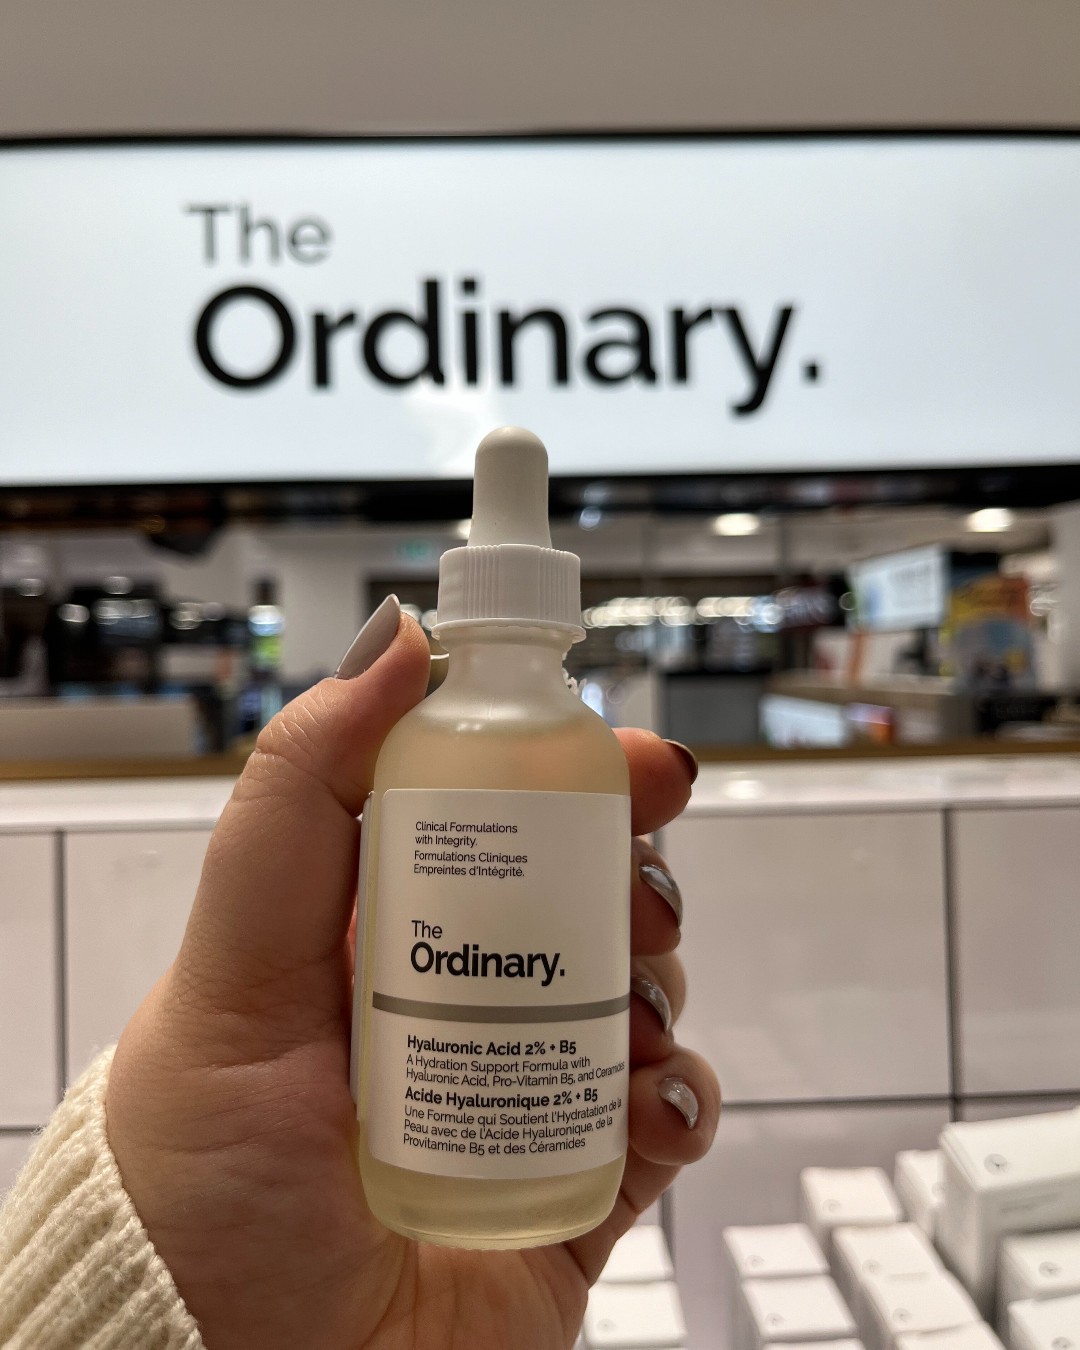 The
Ordinary.
Clinical Formulations
with Integrity.
Formulations Cliniques
Empreintes d'Intégrité.
The
Ordinary.
Hyaluronic Acid 2% + B5
A Hydration Support Formula with
Hyaluronic Acid, Pro-Vitamin B5, and Ceramides
Acide Hyaluronique 2% + B5
Une Formule qui Soutient l'Hydratation de la
Peau avec de l'Acide Hyaluronique, de la
Provitamine B5 et des Céramides